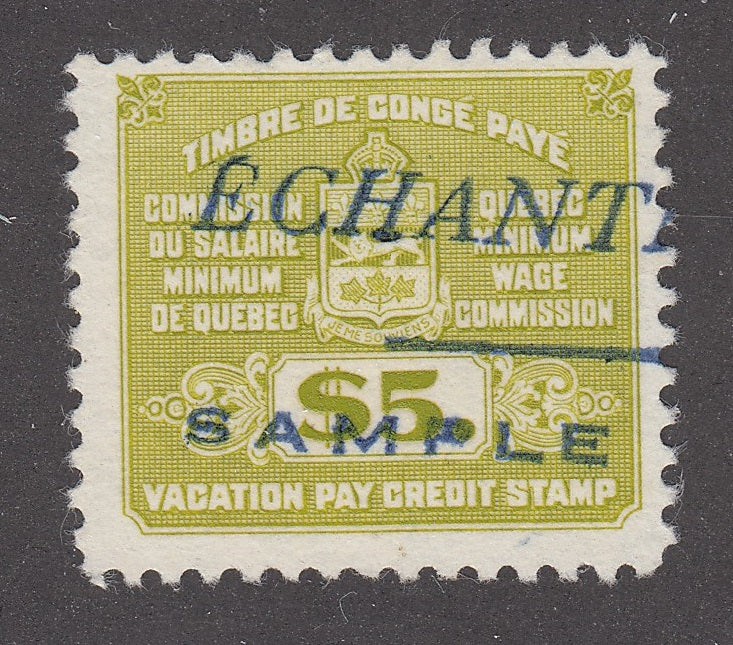 TIMBRE DE CONGÉ PAYÉ
COMMISSION
DU SALAIRE
MINIMUM
DE QUEBEC
QUEBEC
MINIMUM
WAGE
COMMISSION
ÉCHANTI
JE ME SOUVIENS
$5.
SAMPLE
VACATION PAY CREDIT STAMP